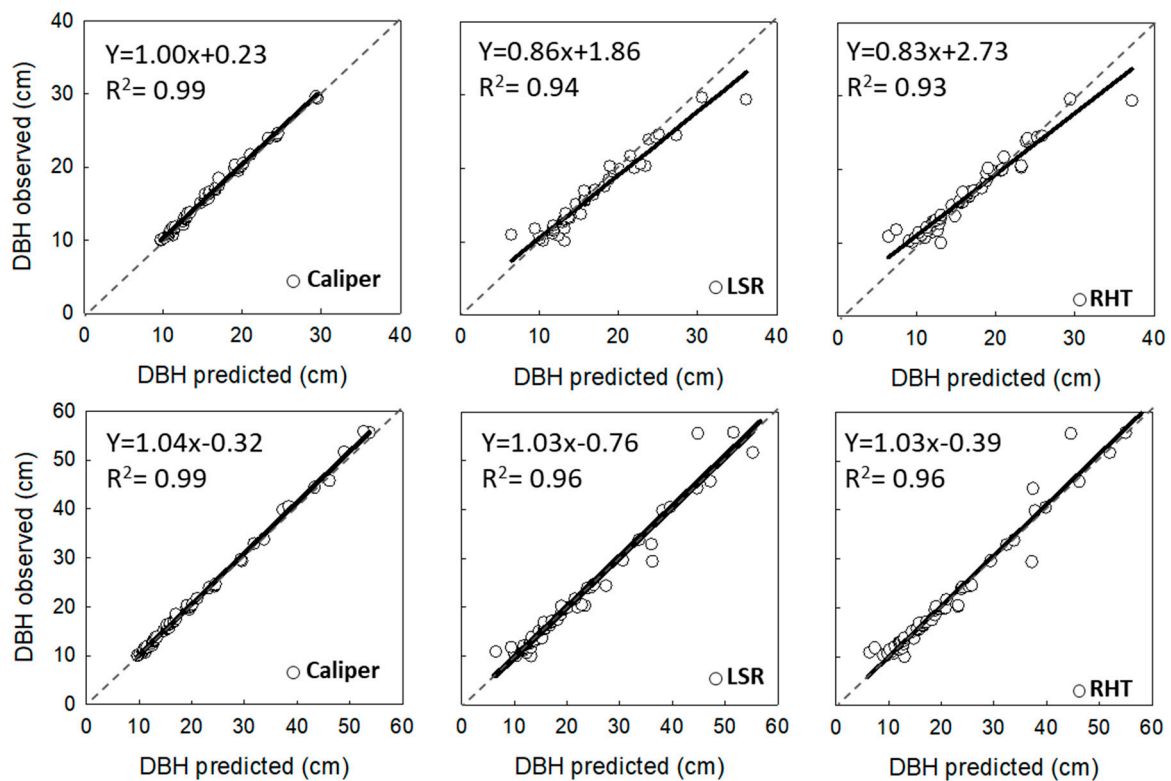 40
30
20
10
0
DBH observed (cm)
Y=1.00x+0.23
R²= 0.99
Caliper
0 10 20 30 40
DBH predicted (cm)
Y=0.86x+1.86
R²= 0.94
LSR
0 10 20 30 40
DBH predicted (cm)
Y=0.83x+2.73
R²= 0.93
RHT
0 10 20 30 40
DBH predicted (cm)
60
50
40
30
20
10
0
DBH observed (cm)
Y=1.04x-0.32
R²= 0.99
Caliper
0 10 20 30 40 50 60
DBH predicted (cm)
Y=1.03x-0.76
R²= 0.96
LSR
0 10 20 30 40 50 60
DBH predicted (cm)
Y=1.03x-0.39
R²= 0.96
RHT
0 10 20 30 40 50 60
DBH predicted (cm)